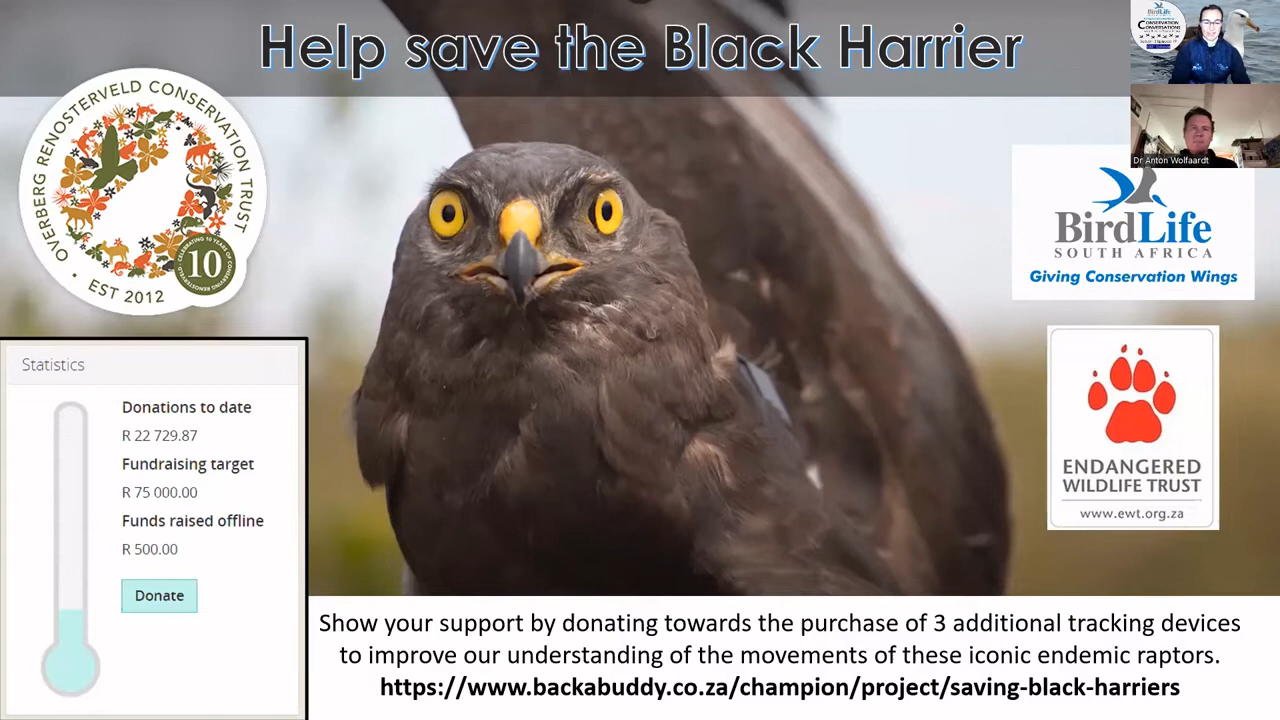 Help save the Black Harrier
OVERBERG RENOSTERVELD CONSERVATION TRUST
EST 2012
10
BirdLife
CONSERVATION
CONVERSATIONS
Dr Anton Wolfaardt
BirdLife
SOUTH AFRICA
Giving Conservation Wings
ENDANGERED
WILDLIFE TRUST
www.ewt.org.za
Statistics
Donations to date
R 22 729.87
Fundraising target
R 75 000.00
Funds raised offline
R 500.00
Donate
Show your support by donating towards the purchase of 3 additional tracking devices
to improve our understanding of the movements of these iconic endemic raptors.
https://www.backabuddy.co.za/champion/project/saving-black-harriers